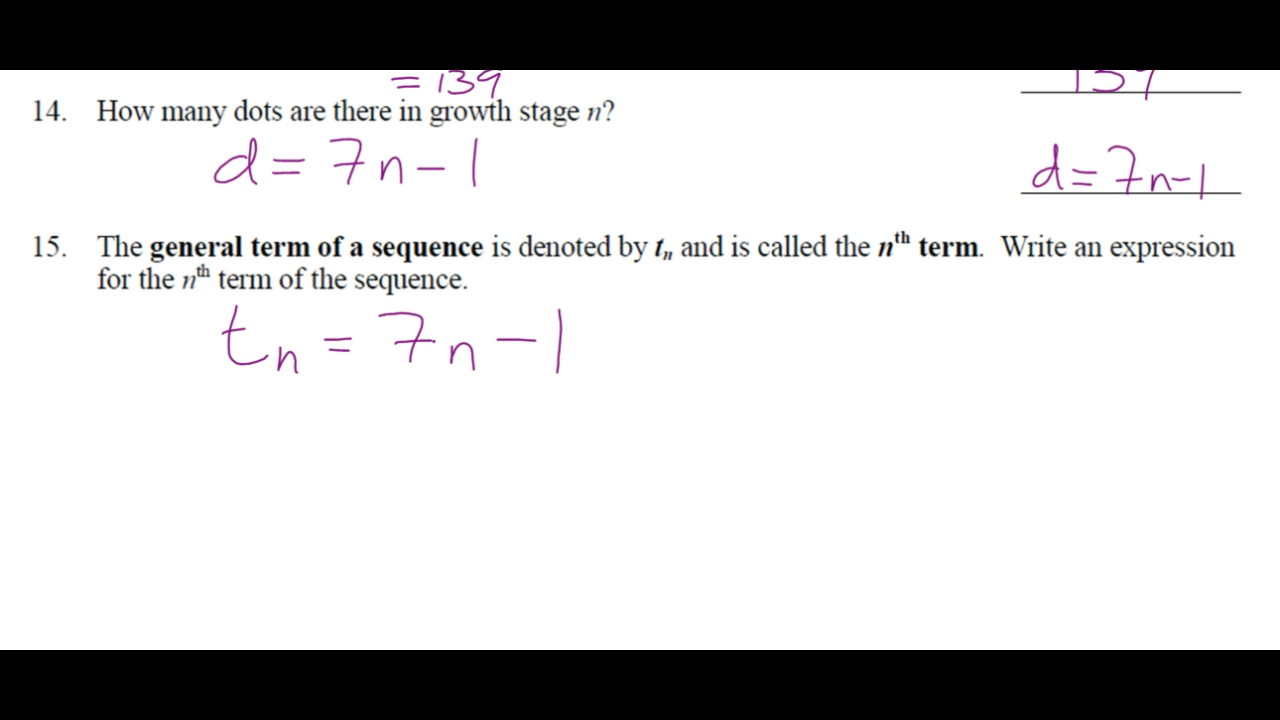 = 139 139
14. How many dots are there in growth stage n?
d = 7n - 1 d = 7n-1
15. The general term of a sequence is denoted by tₙ and is called the nᵗʰ term. Write an expression
for the nᵗʰ term of the sequence.
tₙ = 7n - 1